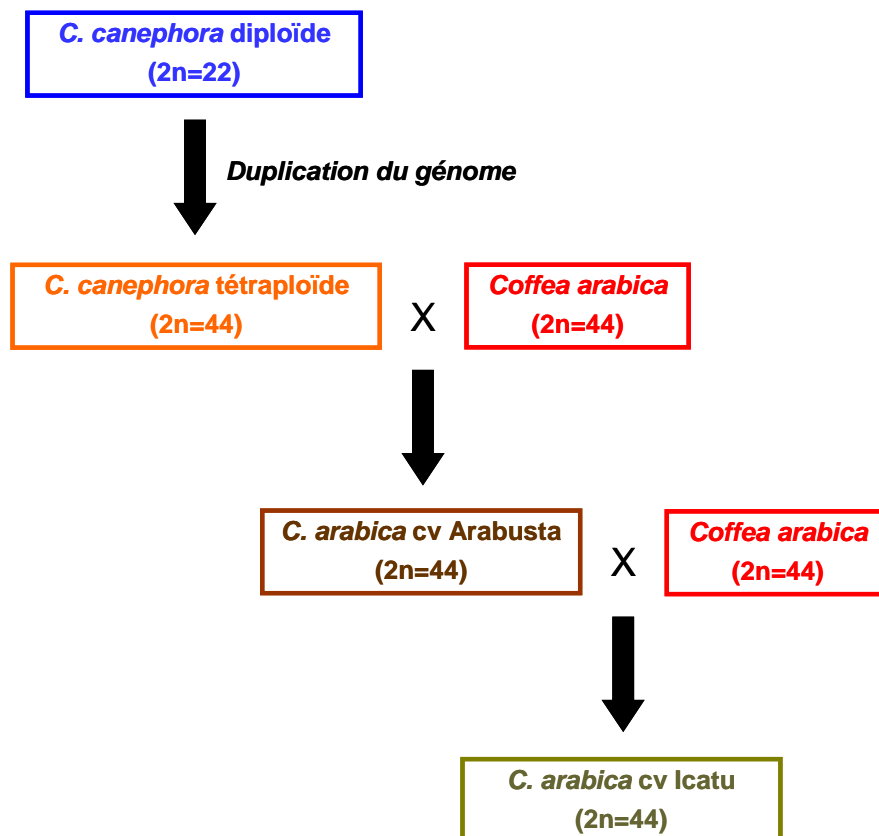 C. canephora diploïde
(2n=22)
Duplication du génome
C. canephora tétraploïde
(2n=44)
X
Coffea arabica
(2n=44)
C. arabica cv Arabusta
(2n=44)
X
Coffea arabica
(2n=44)
C. arabica cv Icatu
(2n=44)